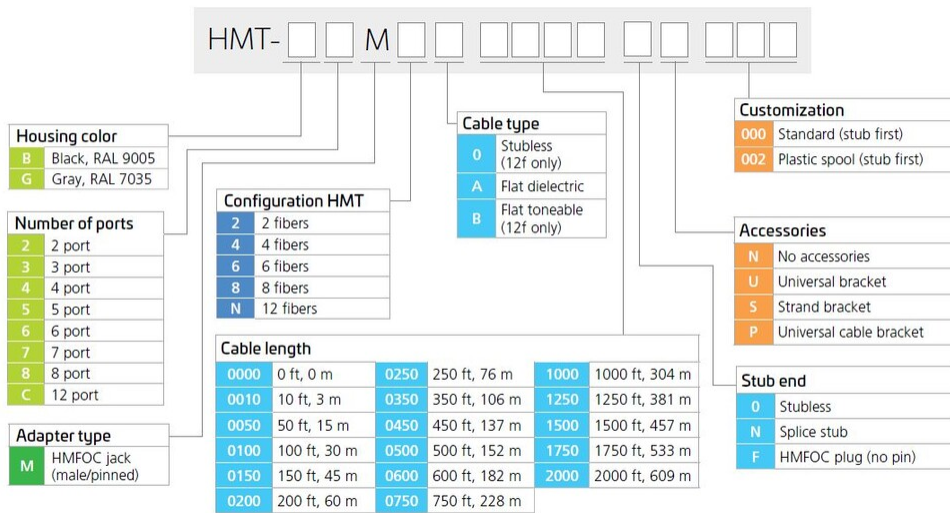 HMT- M
Housing color
B Black, RAL 9005
G Gray, RAL 7035
Number of ports
2 2 port
3 3 port
4 4 port
5 5 port
6 6 port
7 7 port
8 8 port
C 12 port
Adapter type
M HMFOC jack
(male/pinned)
Configuration HMT
2 2 fibers
4 4 fibers
6 6 fibers
8 8 fibers
N 12 fibers
Cable type
0 Stubless
(12f only)
A Flat dielectric
B Flat toneable
(12f only)
Cable length
0000 0 ft, 0 m 0250 250 ft, 76 m 1000 1000 ft, 304 m
0010 10 ft, 3 m 0350 350 ft, 106 m 1250 1250 ft, 381 m
0050 50 ft, 15 m 0450 450 ft, 137 m 1500 1500 ft, 457 m
0100 100 ft, 30 m 0500 500 ft, 152 m 1750 1750 ft, 533 m
0150 150 ft, 45 m 0600 600 ft, 182 m 2000 2000 ft, 609 m
0200 200 ft, 60 m 0750 750 ft, 228 m
Customization
000 Standard (stub first)
002 Plastic spool (stub first)
Accessories
N No accessories
U Universal bracket
S Strand bracket
P Universal cable bracket
Stub end
0 Stubless
N Splice stub
F HMFOC plug (no pin)